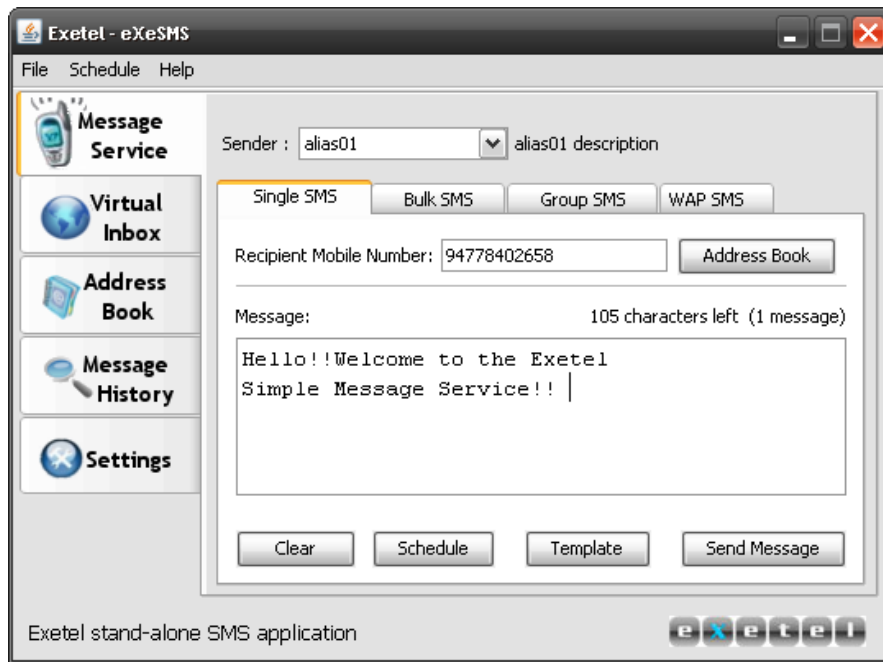 Exetel - eXeSMS
File Schedule Help
Message
Service
Virtual
Inbox
Address
Book
Message
History
Settings
Sender : alias01 alias01 description
Single SMS Bulk SMS Group SMS WAP SMS
Recipient Mobile Number: 94778402658 Address Book
Message: 105 characters left (1 message)
Hello!!Welcome to the Exetel
Simple Message Service!!
Clear Schedule Template Send Message
Exetel stand-alone SMS application
exetel